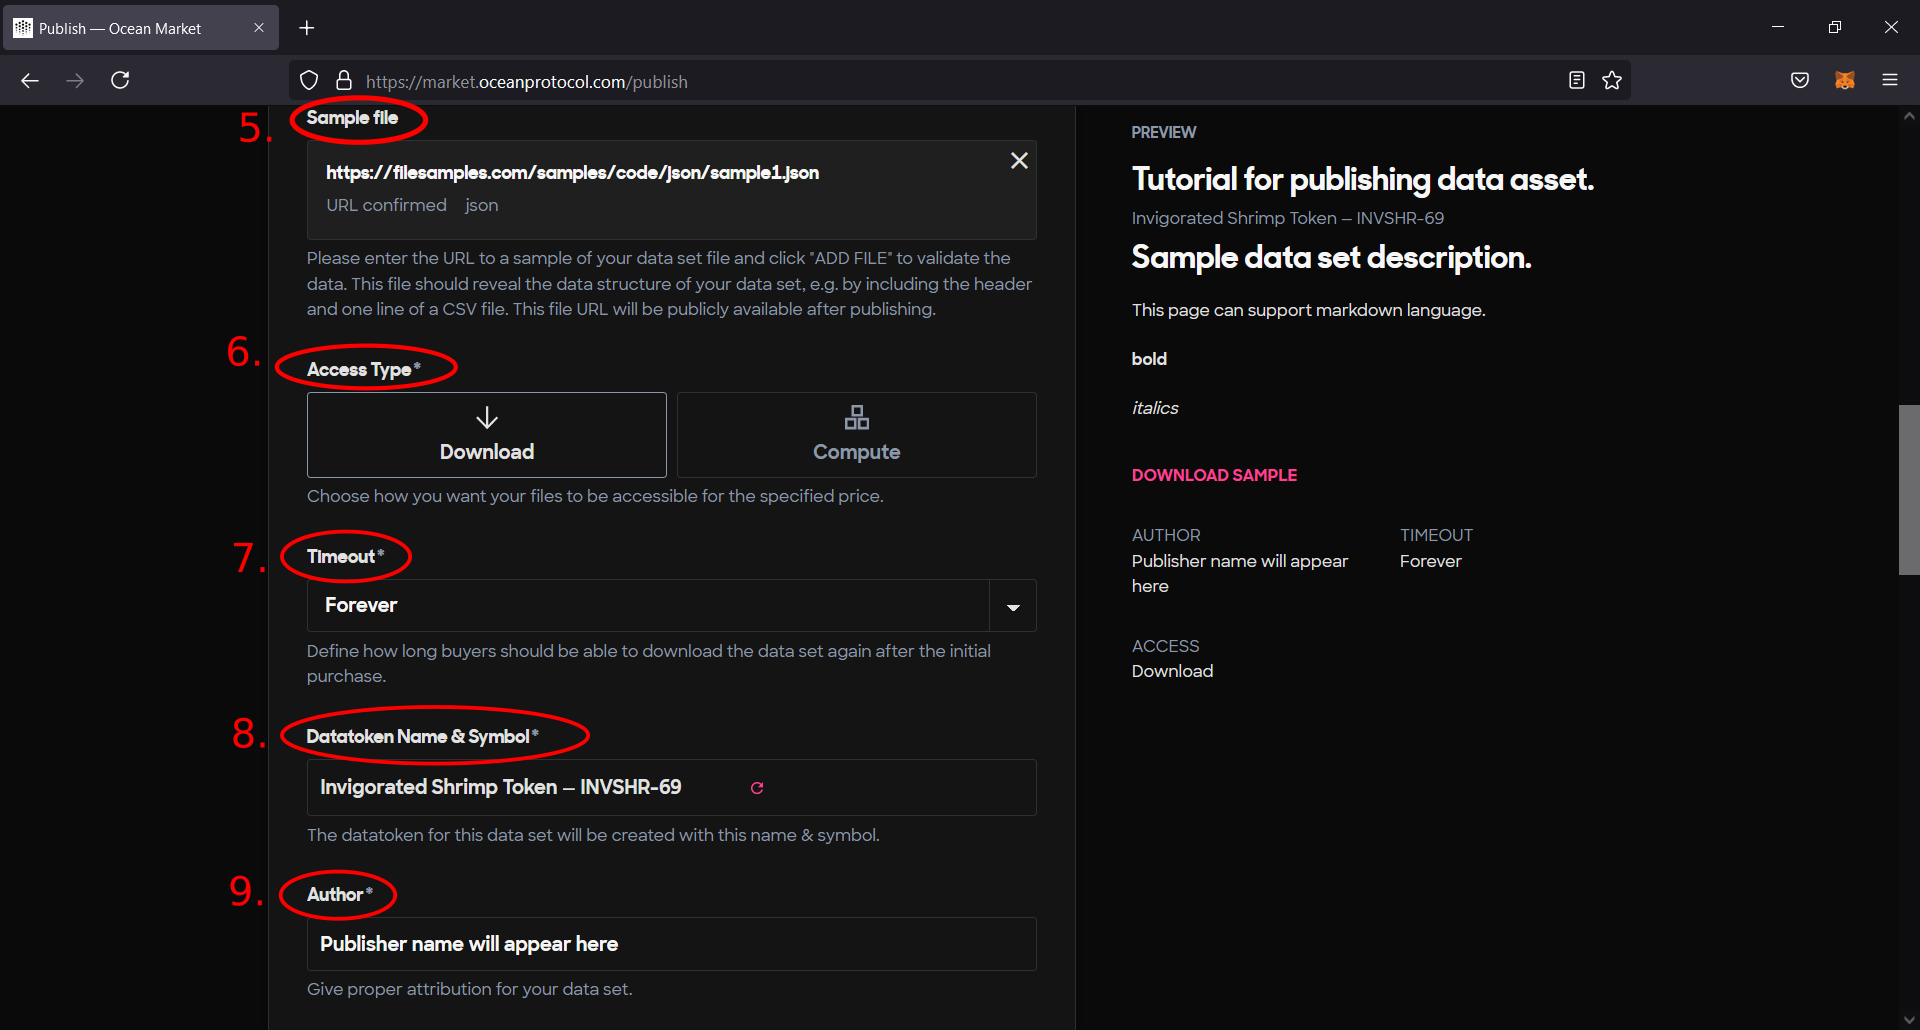 Publish — Ocean Market
https://market.oceanprotocol.com/publish
5.
Sample file
https://filesamples.com/samples/code/json/sample1.json
URL confirmed json
Please enter the URL to a sample of your data set file and click "ADD FILE" to validate the
data. This file should reveal the data structure of your data set, e.g. by including the header
and one line of a CSV file. This file URL will be publicly available after publishing.
6.
Access Type*
Download
Compute
Choose how you want your files to be accessible for the specified price.
7.
Timeout*
Forever
Define how long buyers should be able to download the data set again after the initial
purchase.
8.
Datatoken Name & Symbol*
Invigorated Shrimp Token — INVSHR-69
The datatoken for this data set will be created with this name & symbol.
9.
Author*
Publisher name will appear here
Give proper attribution for your data set.
PREVIEW
Tutorial for publishing data asset.
Invigorated Shrimp Token — INVSHR-69
Sample data set description.
This page can support markdown language.
bold
italics
DOWNLOAD SAMPLE
AUTHOR
Publisher name will appear
here
TIMEOUT
Forever
ACCESS
Download